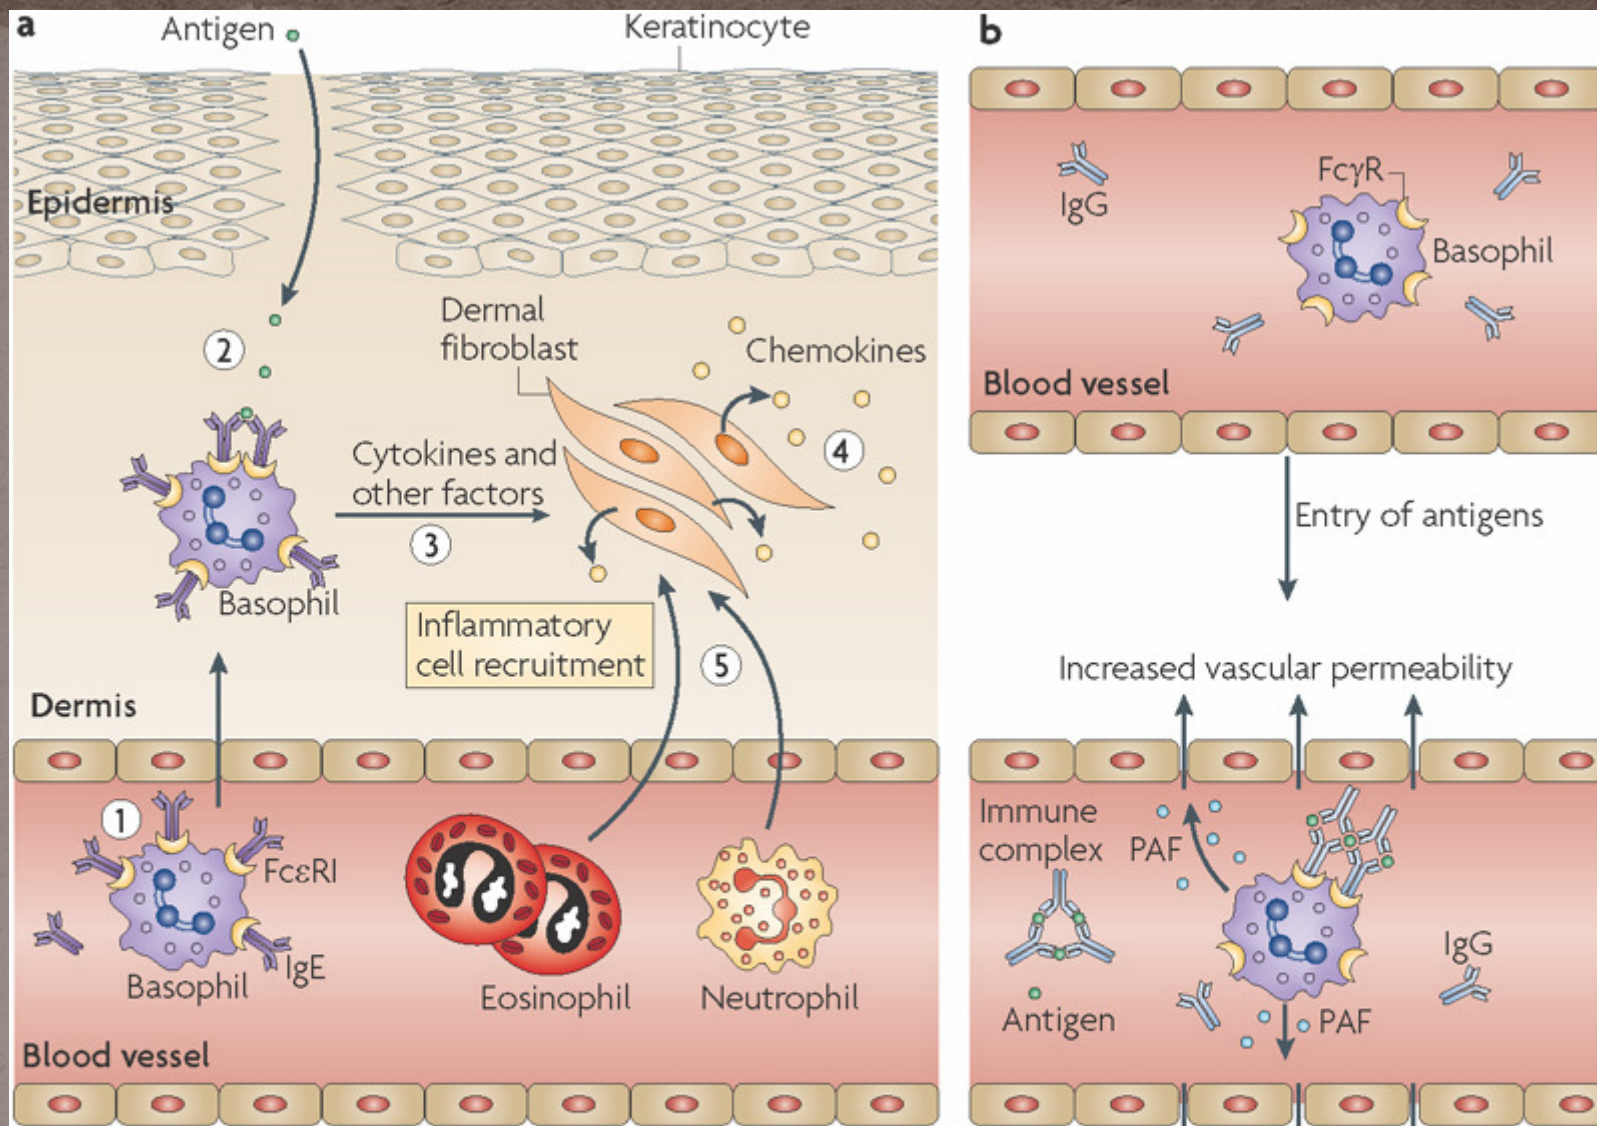 a
Antigen
Keratinocyte
Epidermis
2
Dermal
fibroblast
Chemokines
4
Cytokines and
other factors
3
Basophil
Inflammatory
cell recruitment
5
Dermis
1
FcεRI
IgE
Basophil
Eosinophil
Neutrophil
Blood vessel
b
IgG
FcγR
Basophil
Blood vessel
Entry of antigens
Increased vascular permeability
Immune
complex
PAF
IgG
Antigen
PAF